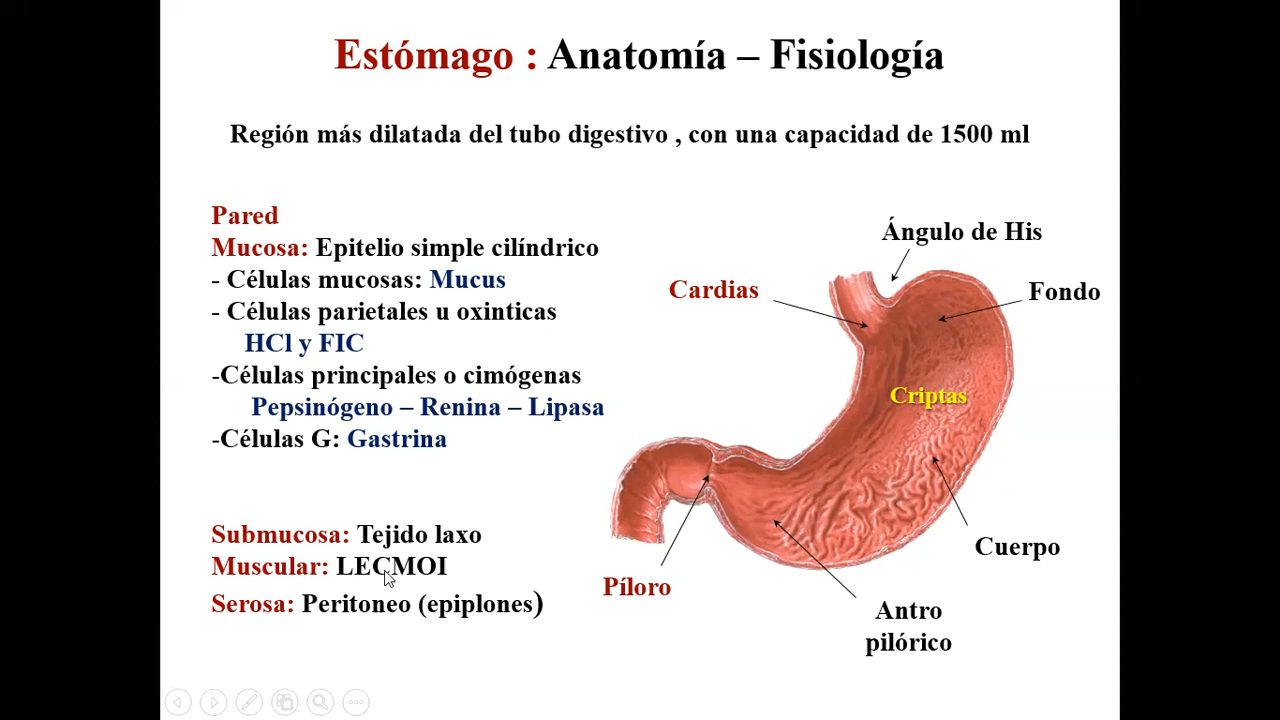 Estómago : Anatomía – Fisiología
Región más dilatada del tubo digestivo , con una capacidad de 1500 ml
Pared
Mucosa: Epitelio simple cilíndrico
- Células mucosas: Mucus
- Células parietales u oxinticas
HCl y FIC
-Células principales o cimógenas
Pepsinógeno – Renina – Lipasa
-Células G: Gastrina
Submucosa: Tejido laxo
Muscular: LECMOI
Serosa: Peritoneo (epiplones)
Ángulo de His
Cardias
Fondo
Criptas
Cuerpo
Píloro
Antro
pilórico